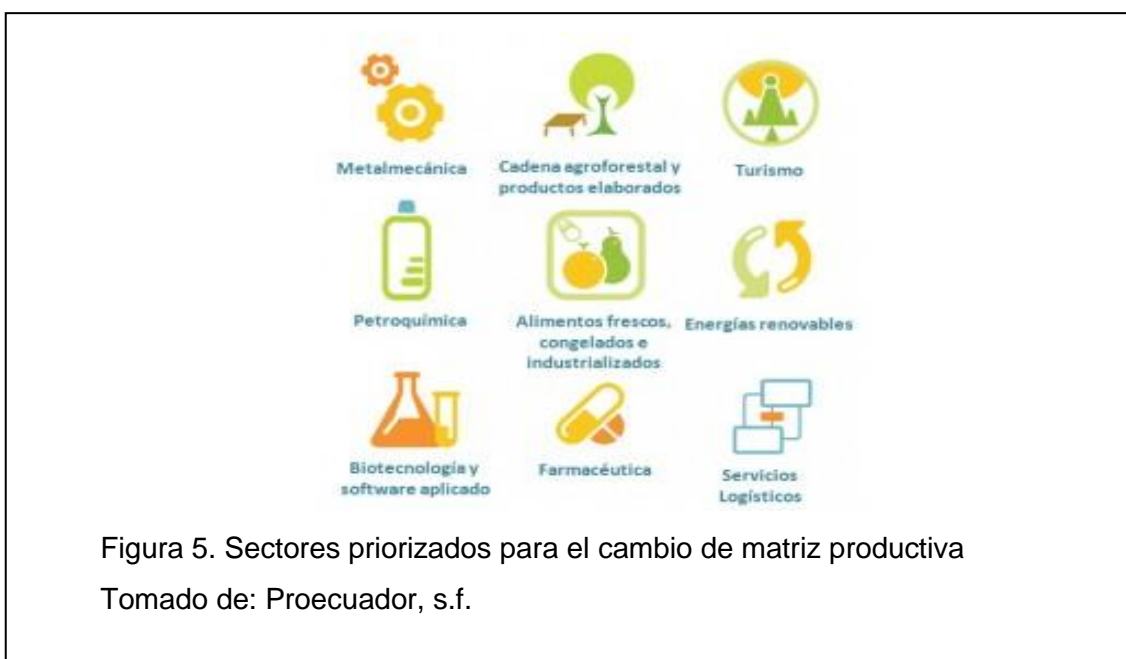 Metalmecánica
Cadena agroforestal y
productos elaborados
Turismo
Petroquímica
Alimentos frescos,
congelados e
industrializados
Energías renovables
Biotecnología y
software aplicado
Farmacéutica
Servicios
Logísticos
Figura 5. Sectores priorizados para el cambio de matriz productiva
Tomado de: Proecuador, s.f.